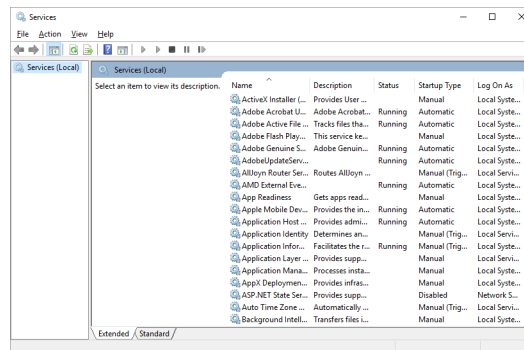 Services
File Action View Help
Services (Local)
Services (Local)
Select an item to view its description.
Name Description Status Startup Type Log On As
ActiveX Installer (... Provides User ... Manual Local Syste...
Adobe Acrobat U... Adobe Acrobat... Running Automatic Local Syste...
Adobe Active File ... Tracks files tha... Running Automatic Local Syste...
Adobe Flash Play... This service ke... Manual Local Syste...
Adobe Genuine S... Adobe Genuin... Running Automatic Local Syste...
AdobeUpdateServ... Running Automatic Local Syste...
AllJoyn Router Ser... Routes AllJoyn ... Manual (Trig... Local Servi...
AMD External Eve... Running Automatic Local Syste...
App Readiness Gets apps read... Manual Local Syste...
Apple Mobile Dev... Provides the in... Running Automatic Local Syste...
Application Host ... Provides admi... Running Automatic Local Syste...
Application Identity Determines an... Manual (Trig... Local Servi...
Application Infor... Facilitates the r... Running Manual (Trig... Local Syste...
Application Layer ... Provides supp... Manual Local Servi...
Application Mana... Processes insta... Manual Local Syste...
AppX Deploymen... Provides infras... Manual Local Syste...
ASP.NET State Ser... Provides supp... Disabled Network S...
Auto Time Zone ... Automatically ... Manual (Trig... Local Servi...
Background Intell... Transfers files i... Manual Local Syste...
Extended Standard